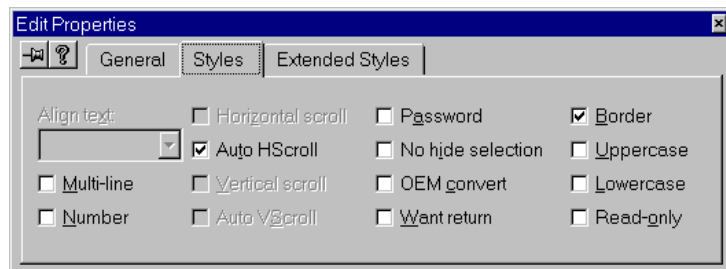 Edit Properties
General Styles Extended Styles
Align text: Horizontal scroll Password Border
Auto HScroll No hide selection Uppercase
Multi-line Vertical scroll OEM convert Lowercase
Number Auto VScroll Want return Read-only